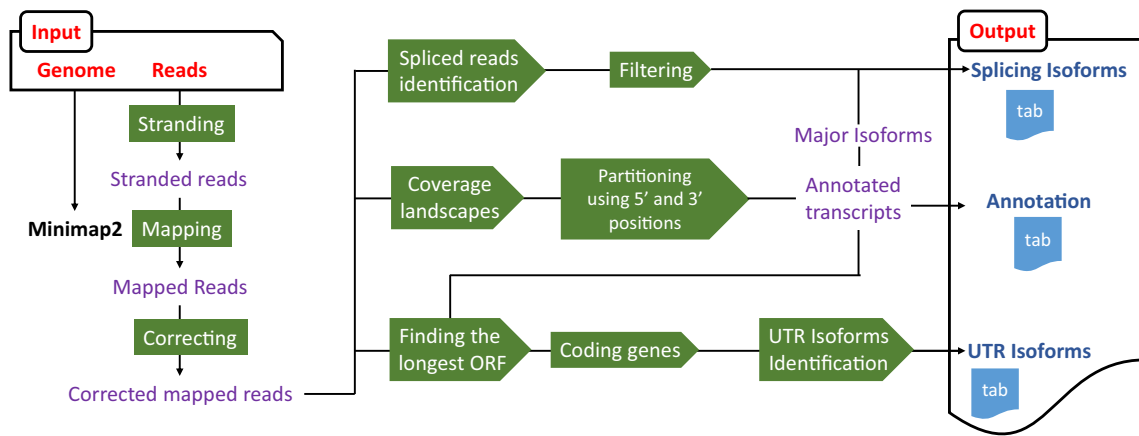 Input
Genome
Reads
Stranding
Stranded reads
Minimap2
Mapping
Mapped Reads
Correcting
Corrected mapped reads
Spliced reads
identification
Filtering
Major Isoforms
Coverage
landscapes
Partitioning
using 5’ and 3’
positions
Annotated
transcripts
Finding the
longest ORF
Coding genes
UTR Isoforms
Identification
Output
Splicing Isoforms
tab
Annotation
tab
UTR Isoforms
tab